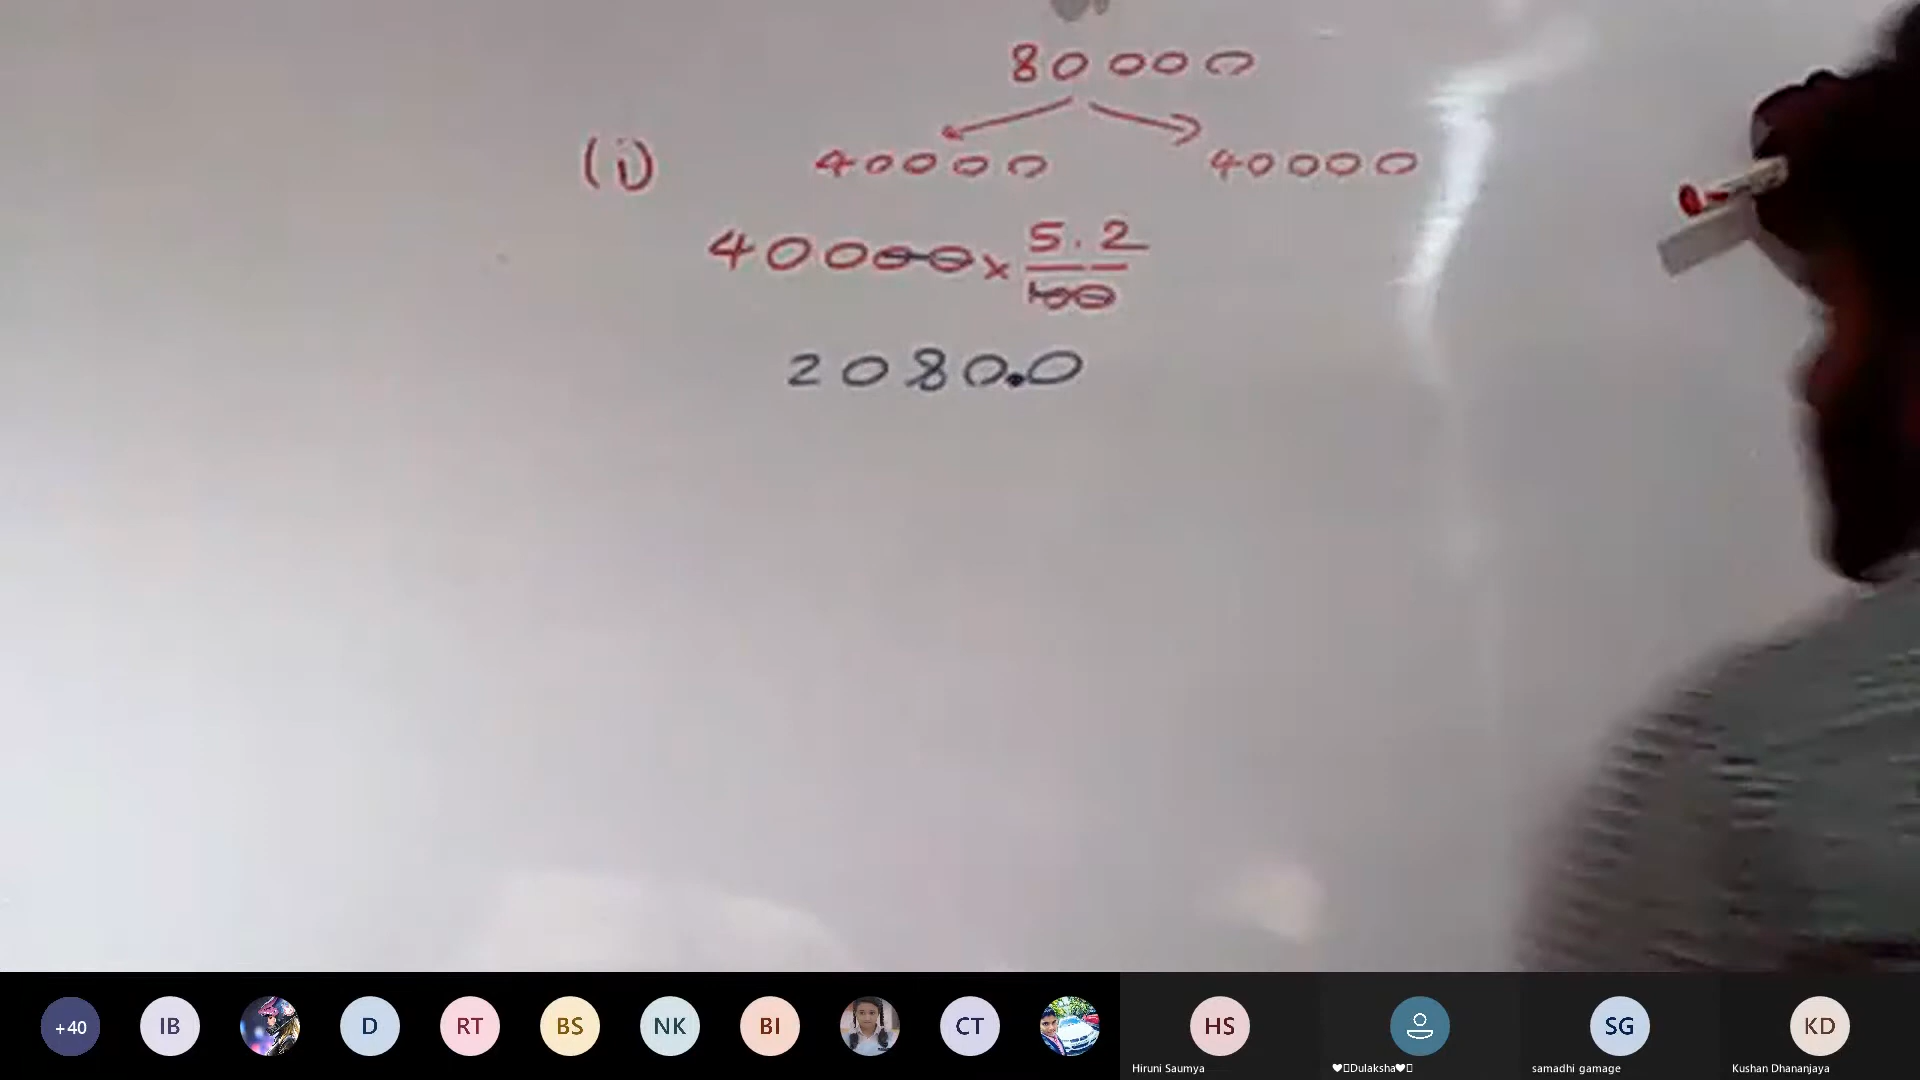 80000
(i) 40000 40000
40000 x 5.2/100
2080.0
+40 IB D RT BS NK BI CT HS SG KD
Hiruni Saumya ♥Dulaksha♥ samadhi gamage Kushan Dhananjaya